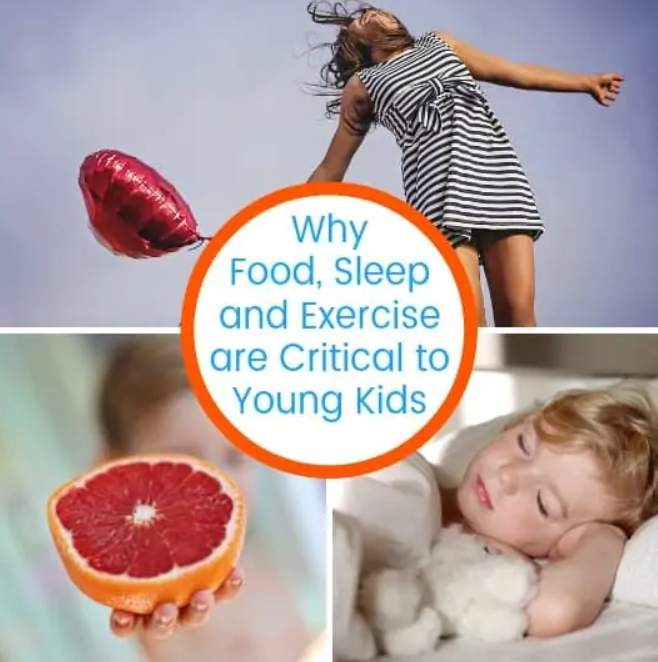 Why
Food, Sleep
and Exercise
are Critical to
Young Kids